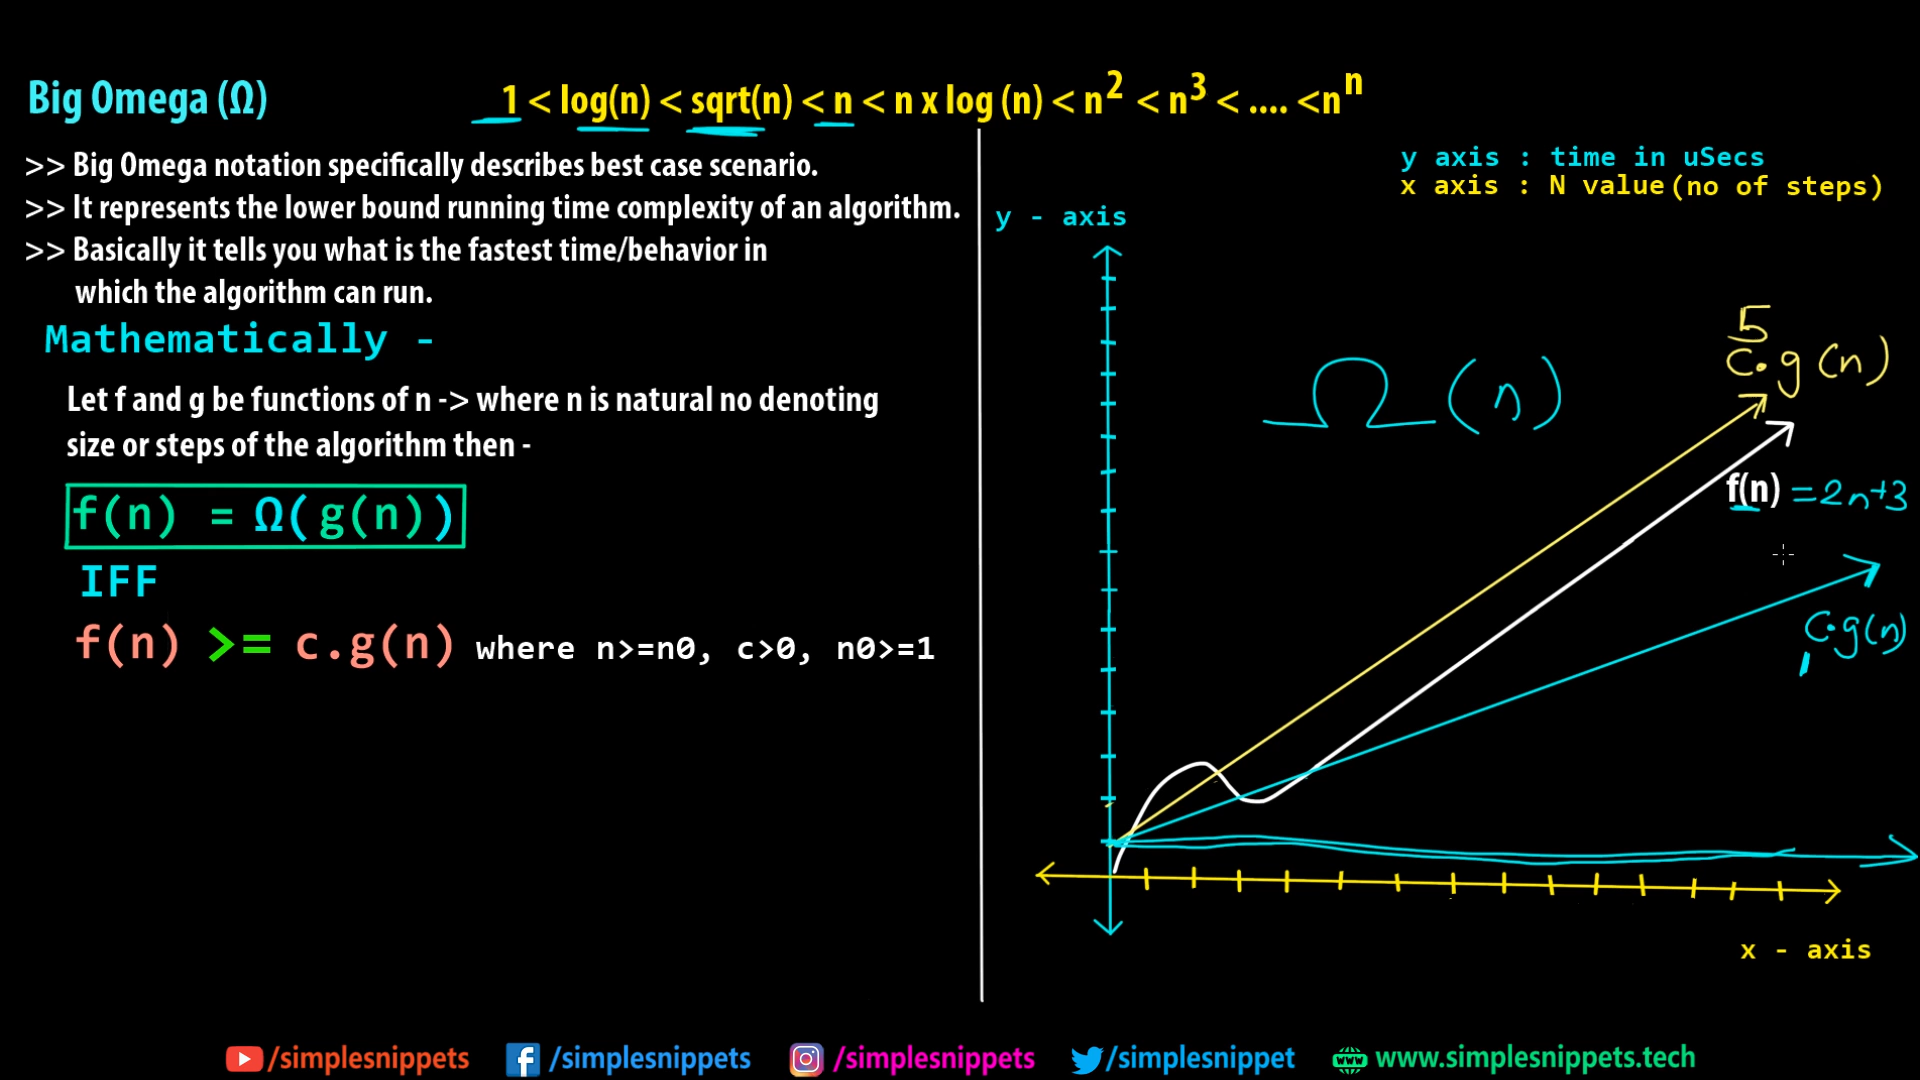 Big Omega (Ω)
1 < log(n) < sqrt(n) < n < n x log (n) < n² < n³ < .... <nⁿ
>> Big Omega notation specifically describes best case scenario.
>> It represents the lower bound running time complexity of an algorithm.
>> Basically it tells you what is the fastest time/behavior in
which the algorithm can run.
Mathematically -
Let f and g be functions of n -> where n is natural no denoting
size or steps of the algorithm then -
f(n) = Ω(g(n))
IFF
f(n) >= c.g(n) where n>=n0, c>0, n0>=1
y axis : time in uSecs
x axis : N value(no of steps)
y - axis
5
c.g(n)
Ω(n)
f(n) = 2n+3
c.g(n)
1
x - axis
/simplesnippets /simplesnippets /simplesnippets /simplesnippet www.simplesnippets.tech